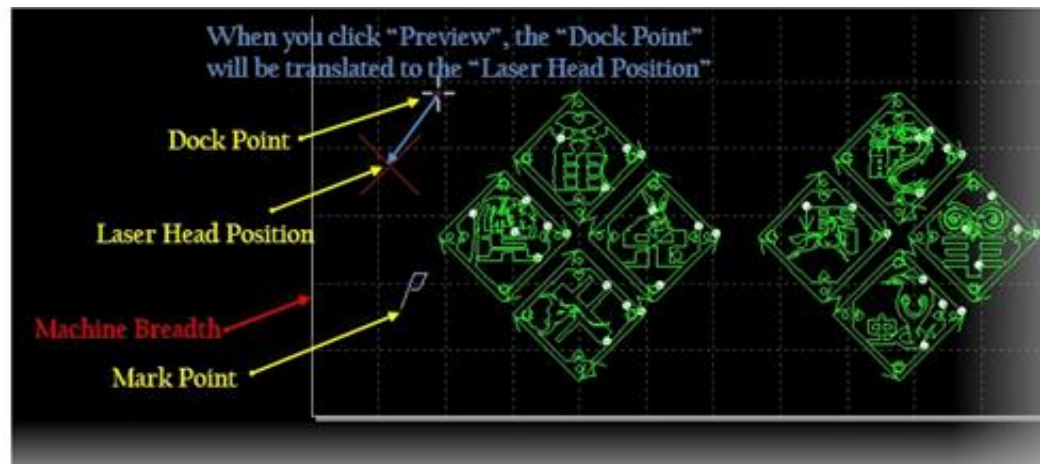 When you click “Preview”, the “Dock Point”
will be translated to the “Laser Head Position”
Dock Point
Laser Head Position
Machine Breadth
Mark Point